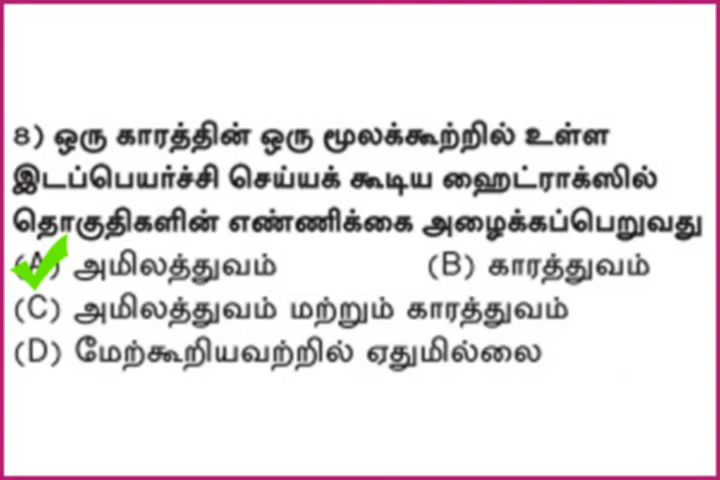 8) ஒரு காரத்தின் ஒரு மூலக்கூற்றில் உள்ள
இடப்பெயர்ச்சி செய்யக் கூடிய ஹைட்ராக்ஸில்
தொகுதிகளின் எண்ணிக்கை அழைக்கப்பெறுவது
(A) அமிலத்துவம் (B) காரத்துவம்
(C) அமிலத்துவம் மற்றும் காரத்துவம்
(D) மேற்கூறியவற்றில் ஏதுமில்லை